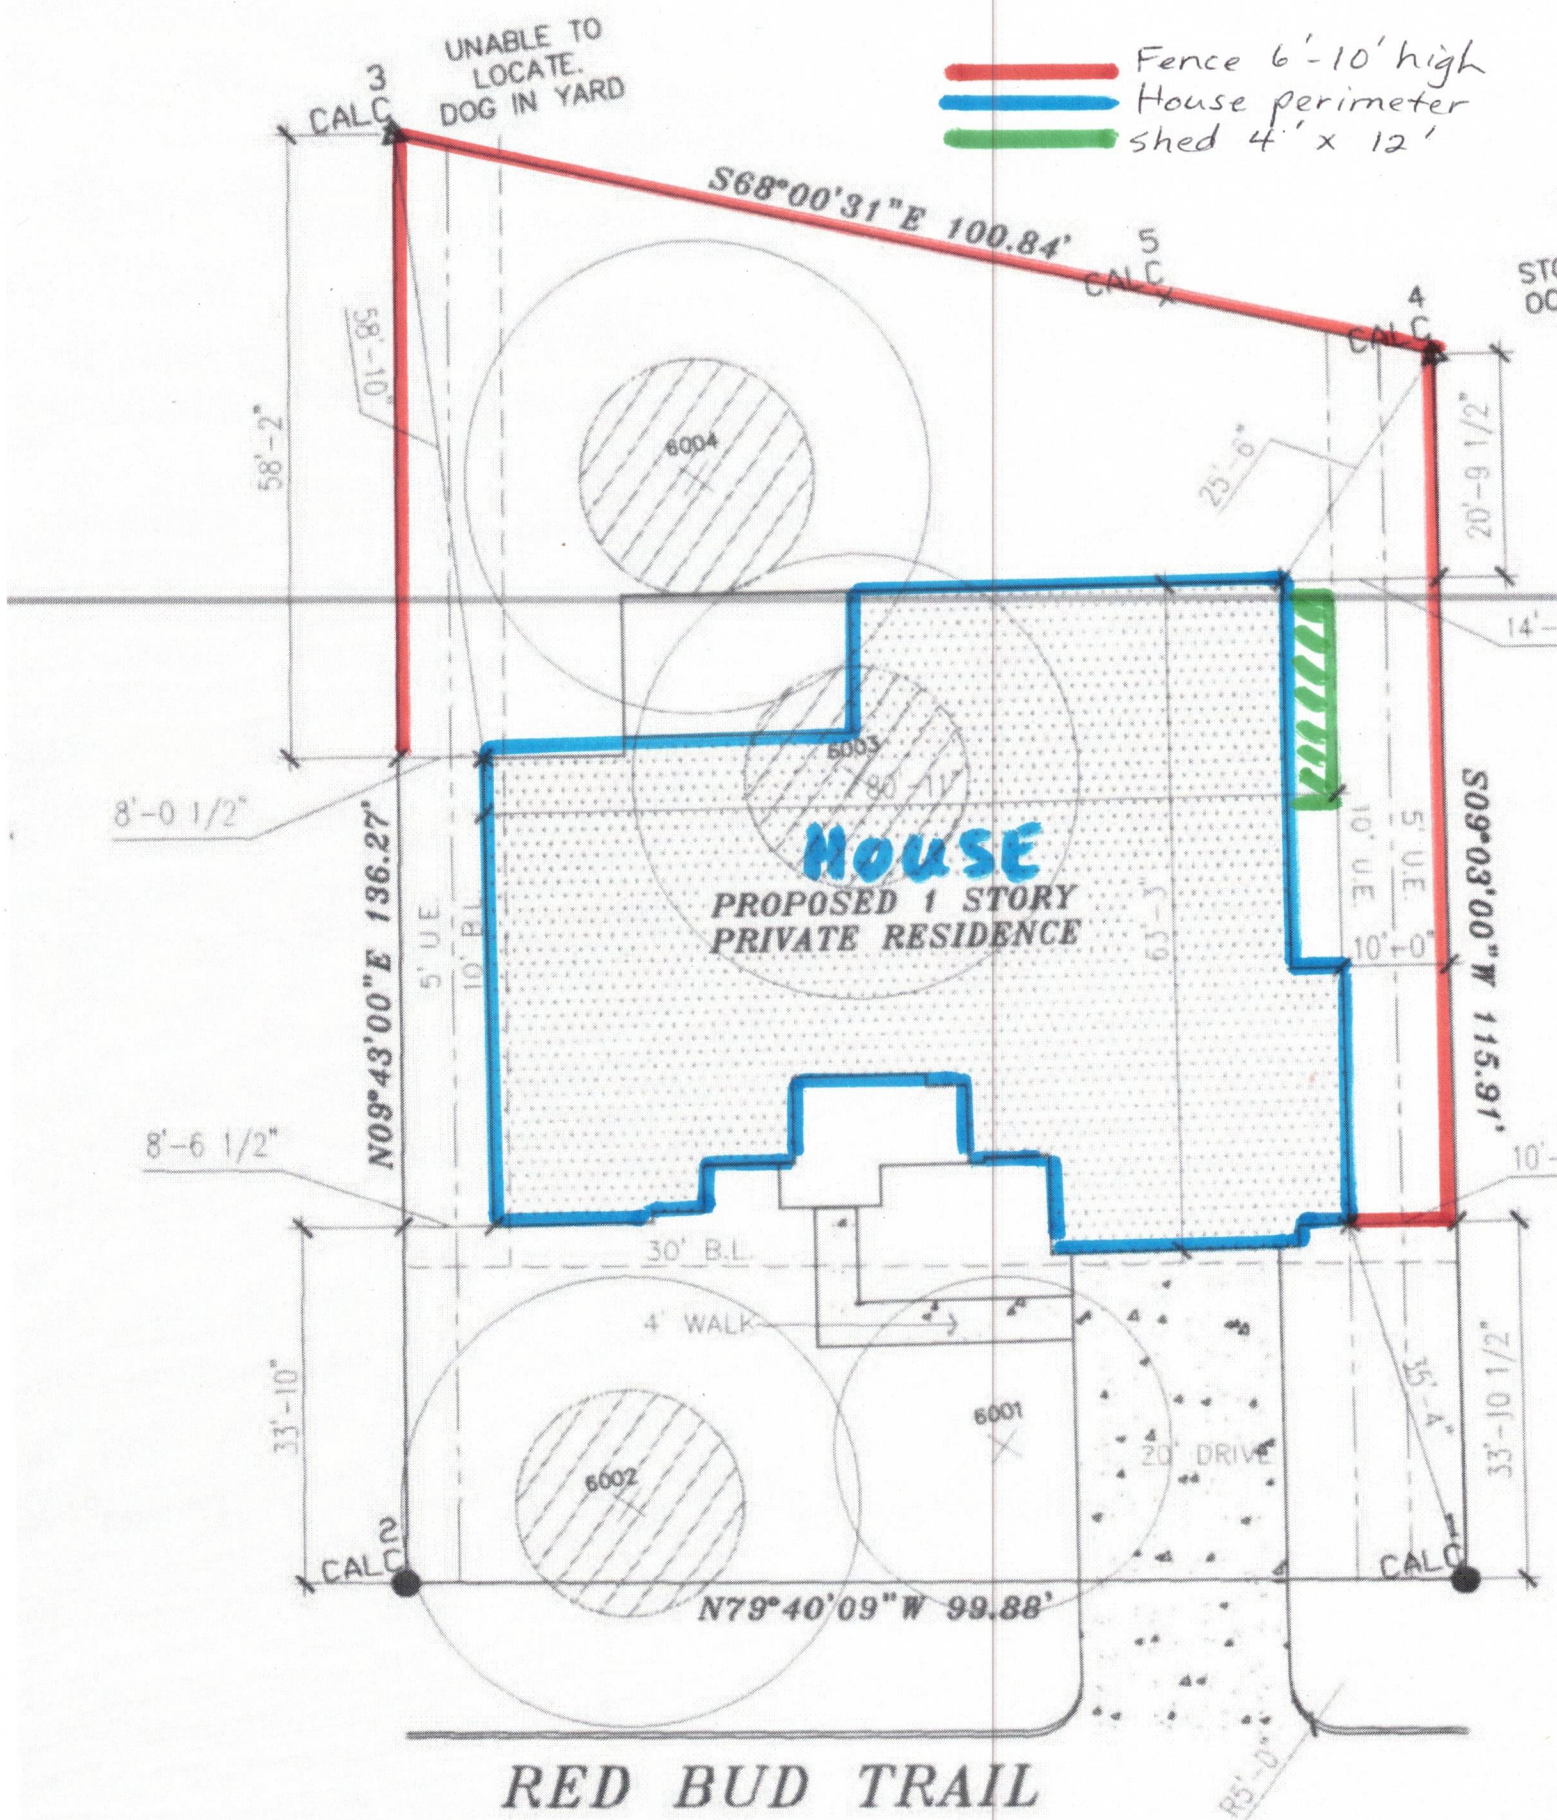 UNABLE TO
LOCATE.
DOG IN YARD
3
CALC
Fence 6'-10' high
House perimeter
shed 4' x 12'
S68°00'31"E 100.84'
5
CALC
4
CALC
58'-10"
58'-2"
6004
25'-6"
20'-9 1/2"
14'-
8'-0 1/2"
6003
80'-11"
HOUSE
PROPOSED 1 STORY
PRIVATE RESIDENCE
63'-3"
10' UE
5' U.E.
10'-0"
S09°03'00"W 115.91'
N09°43'00"E 136.27'
5' UE
10' B.L.
8'-6 1/2"
10'-
30' B.L.
4' WALK
33'-10"
6001
6002
20' DRIVE
35'-4"
33'-10 1/2"
2
CALC
1
CALC
N79°40'09"W 99.88'
R5'-0"
RED BUD TRAIL